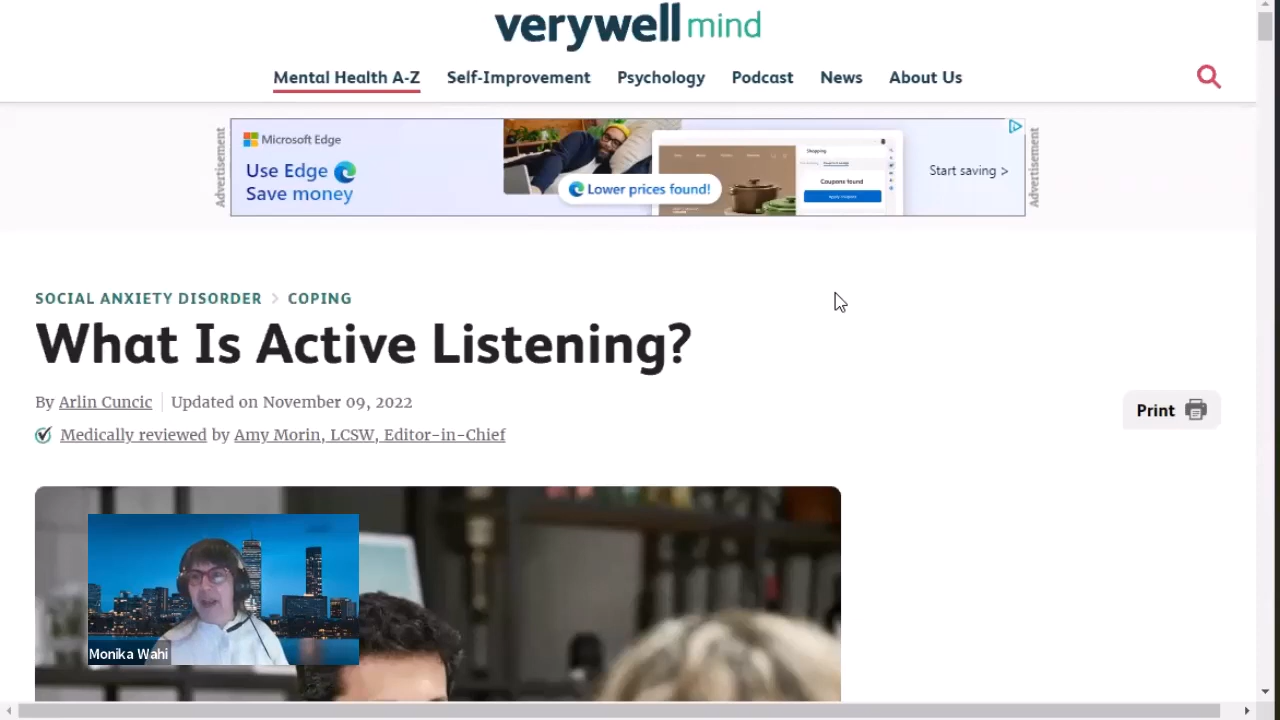 verywell mind
Mental Health A-Z Self-Improvement Psychology Podcast News About Us
Advertisement
Microsoft Edge
Use Edge
Save money
Lower prices found!
Shopping
Coupons found
Start saving >
Advertisement
SOCIAL ANXIETY DISORDER > COPING
What Is Active Listening?
By Arlin Cuncic Updated on November 09, 2022
Print
Medically reviewed by Amy Morin, LCSW, Editor-in-Chief
Monika Wahi